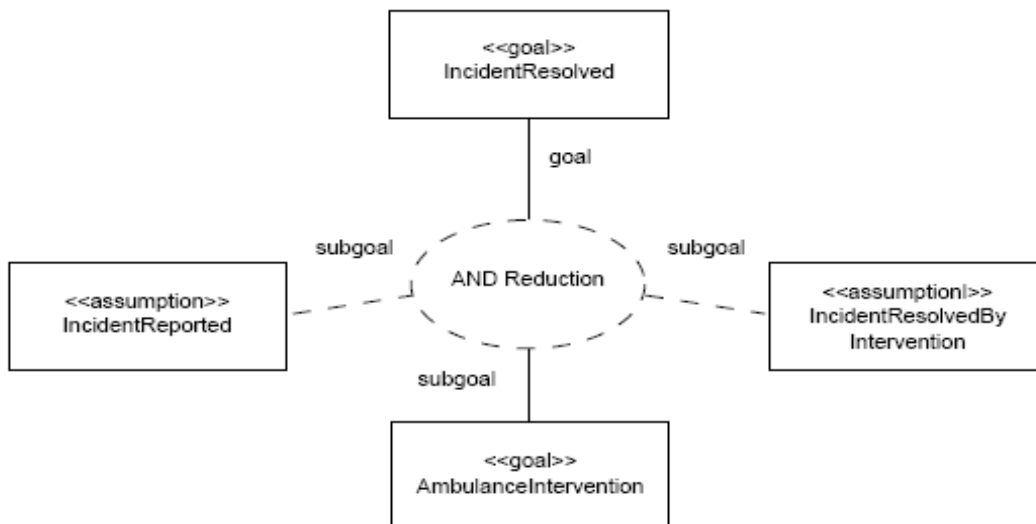 <<goal>>
IncidentResolved
goal
subgoal
subgoal
AND Reduction
<<assumption>>
IncidentReported
<<assumptionl>>
IncidentResolvedBy
Intervention
subgoal
<<goal>>
AmbulanceIntervention